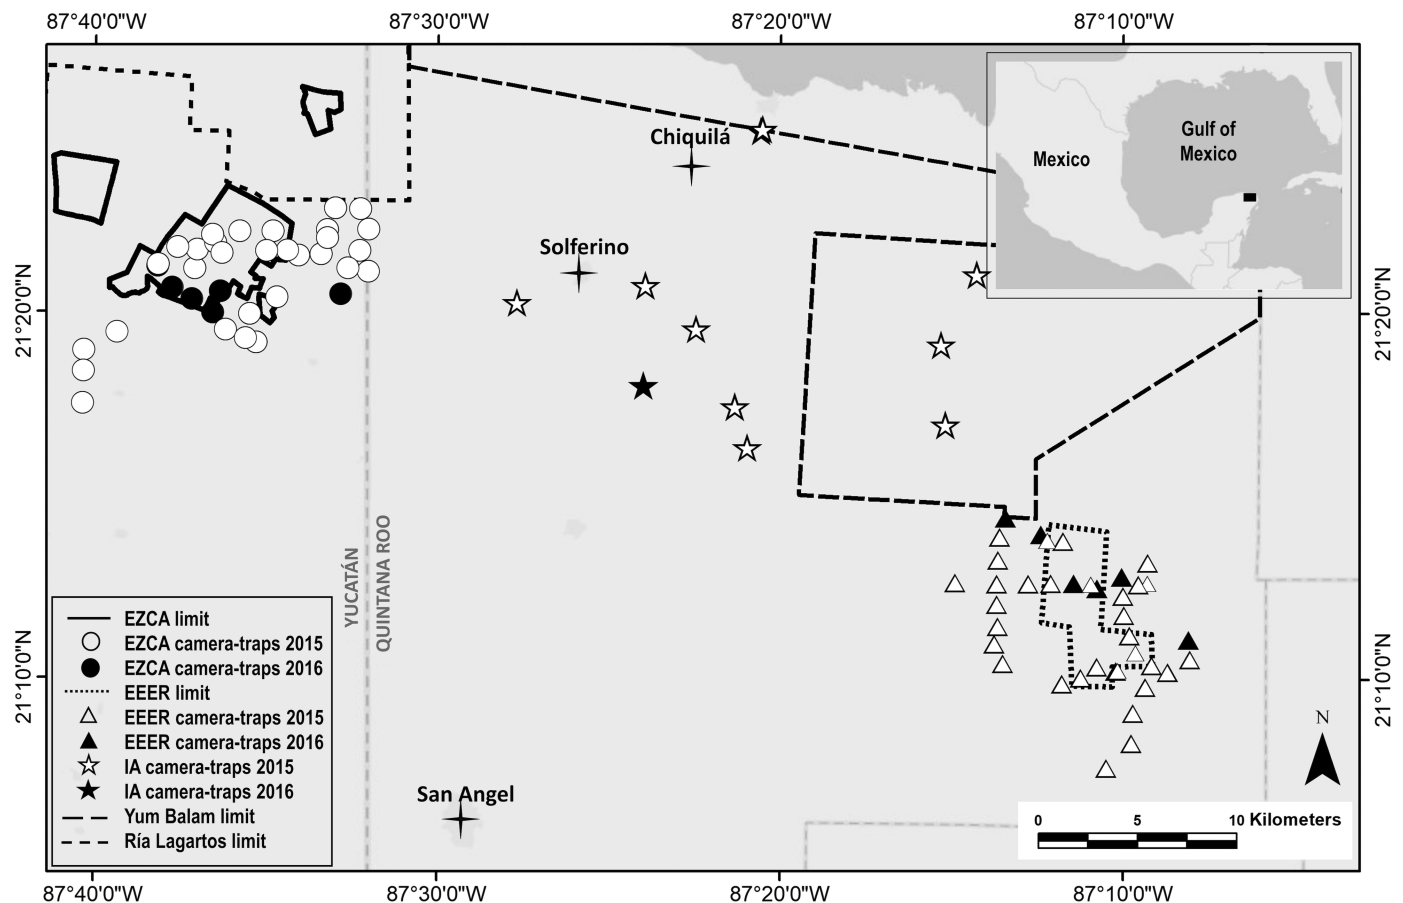 87°40'0"W
87°30'0"W
87°20'0"W
87°10'0"W
Gulf of
Mexico
Mexico
Chiquilá
Solferino
21°20'0"N
21°20'0"N
YUCATÁN
QUINTANA ROO
EZCA limit
EZCA camera-traps 2015
EZCA camera-traps 2016
EEER limit
EEER camera-traps 2015
EEER camera-traps 2016
IA camera-traps 2015
IA camera-traps 2016
Yum Balam limit
Ría Lagartos limit
21°10'0"N
21°10'0"N
San Angel
N
0 5 10 Kilometers
87°40'0"W
87°30'0"W
87°20'0"W
87°10'0"W